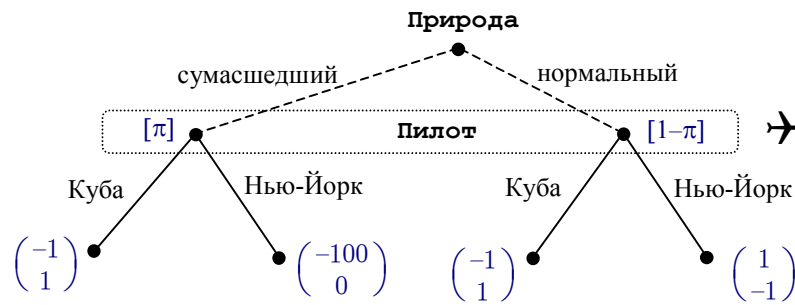 Природа
сумасшедший
нормальный
[π]
Пилот
[1–π]
Куба
Нью-Йорк
Куба
Нью-Йорк
(–1
1)
(–100
0)
(–1
1)
(1
–1)